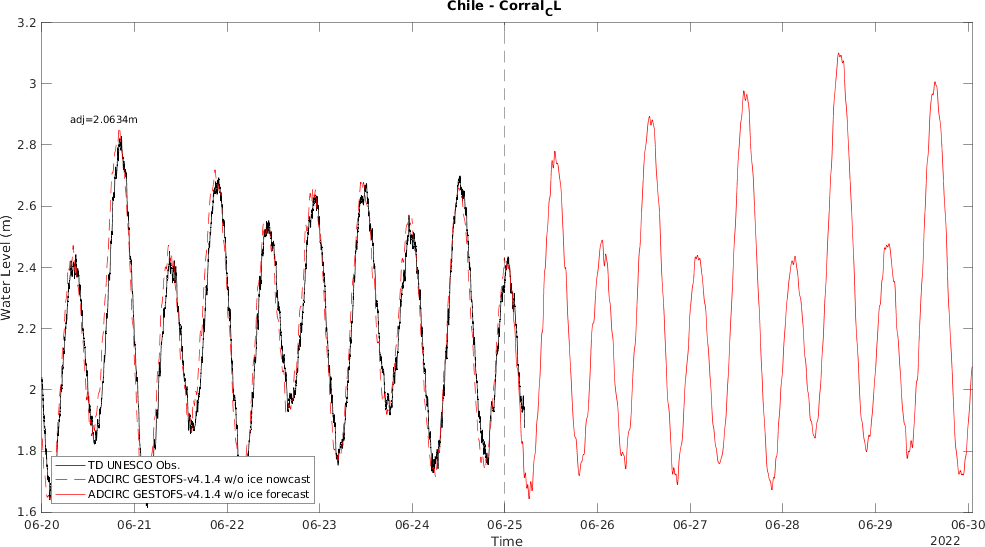 Chile - Corral_CL
Water Level (m)
3.2
3
2.8
2.6
2.4
2.2
2
1.8
1.6
adj=2.0634m
TD UNESCO Obs.
ADCIRC GESTOFS-v4.1.4 w/o ice nowcast
ADCIRC GESTOFS-v4.1.4 w/o ice forecast
06-20 06-21 06-22 06-23 06-24 06-25 06-26 06-27 06-28 06-29 06-30
Time
2022